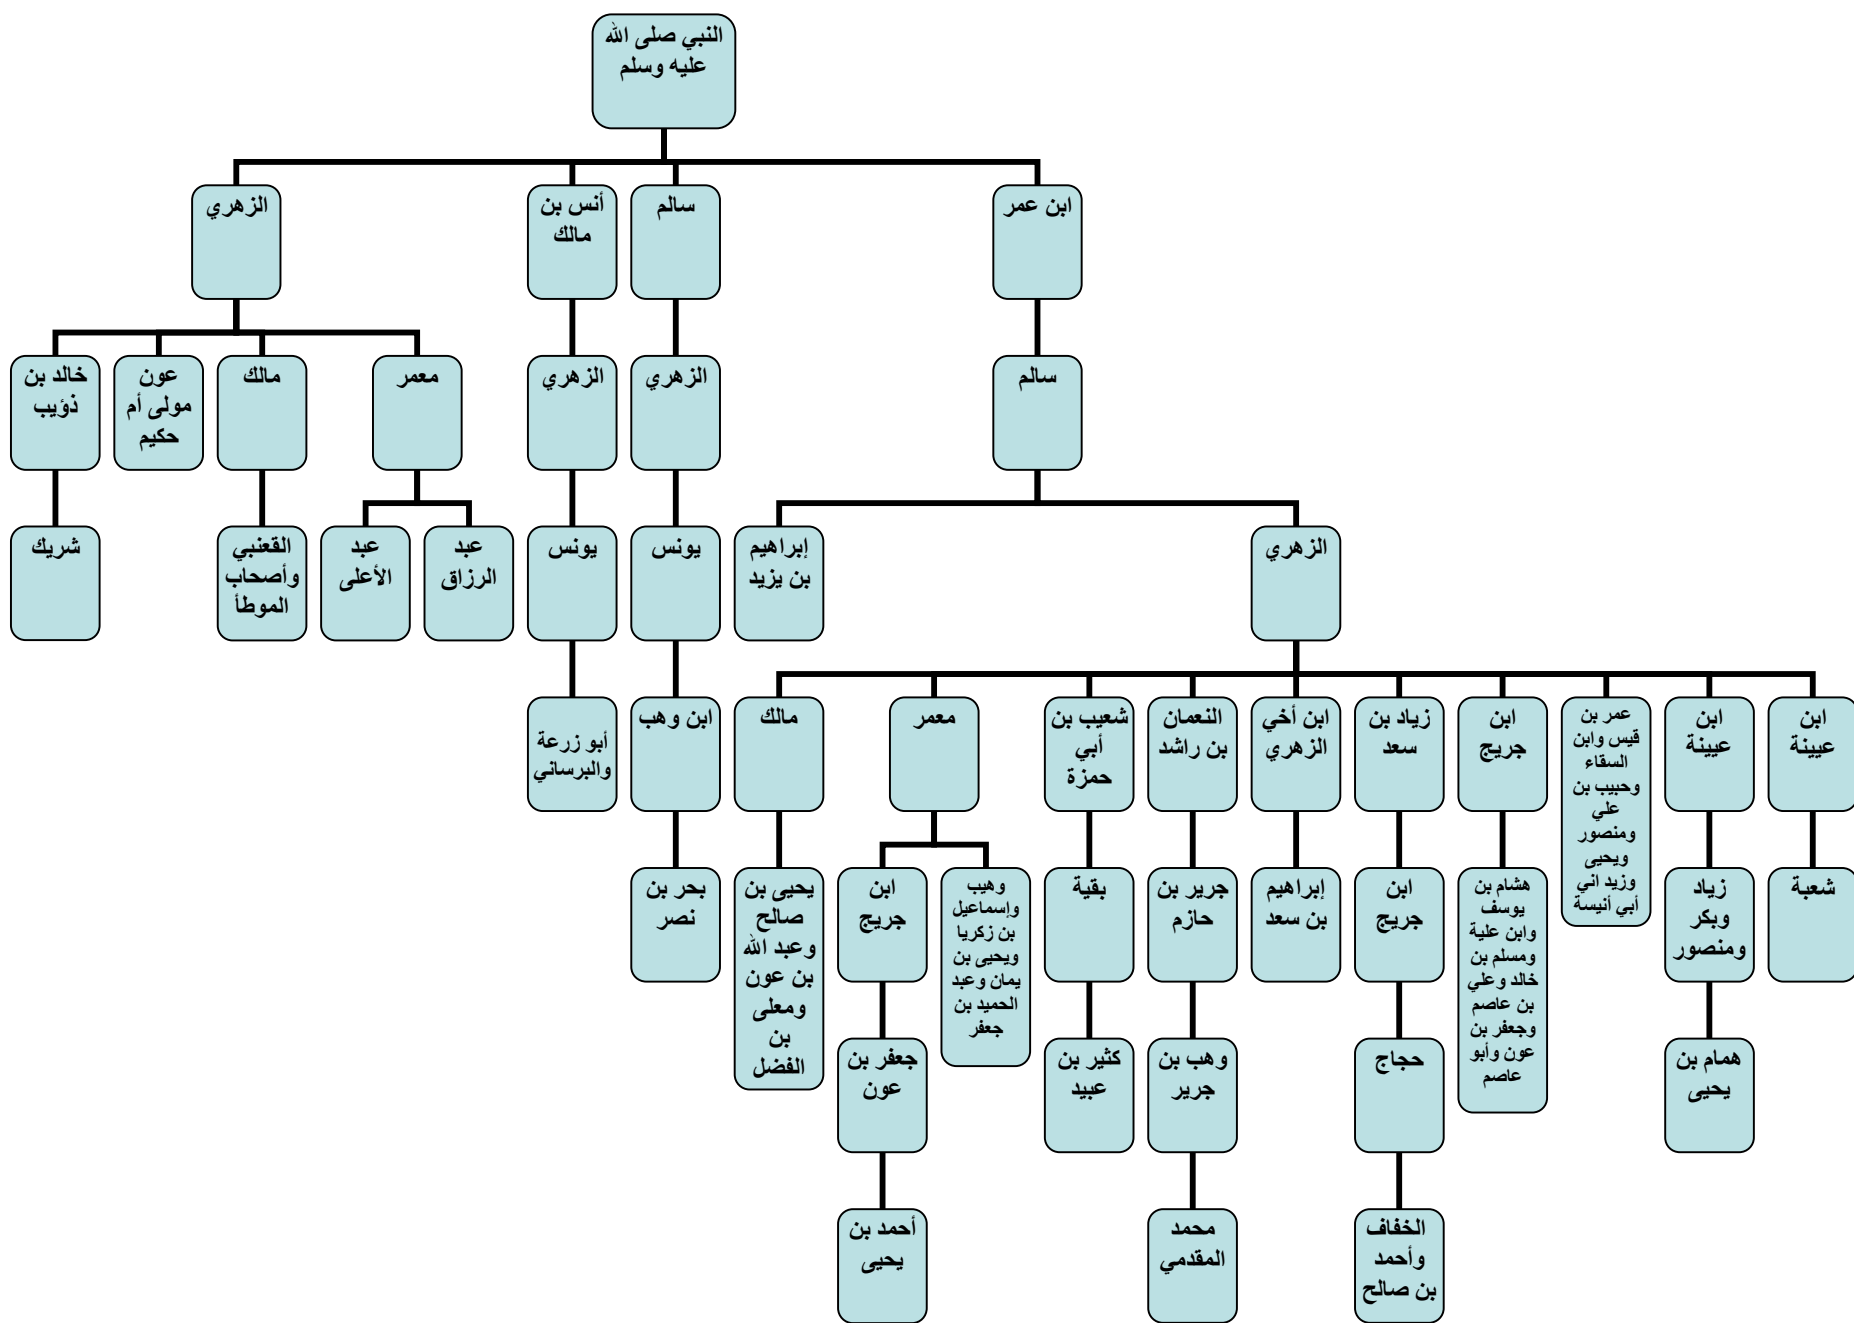 النبي صلى الله
عليه وسلم
ابن عمر
سالم
أنس بن
مالك
الزهري
سالم
الزهري
الزهري
معمر
مالك
عون
مولى أم
حكيم
خالد بن
ذؤيب
الزهري
إبراهيم
بن يزيد
يونس
يونس
عبد
الرزاق
عبد
الأعلى
القعنبي
وأصحاب
الموطأ
شريك
ابن
عيينة
ابن
عيينة
عمر بن
قيس وابن
السقاء
وحبيب بن
علي
ومنصور
ويحيى
وزيد اني
أبي أنيسة
ابن
جريج
زياد بن
سعد
ابن أخي
الزهري
النعمان
بن راشد
شعيب بن
أبي
حمزة
معمر
مالك
ابن وهب
أبو زرعة
والبرساني
شعبة
زياد
وبكر
ومنصور
هشام بن
يوسف
وابن علية
ومسلم بن
خالد وعلي
بن عاصم
وجعفر بن
عون وأبو
عاصم
ابن
جريج
إبراهيم
بن سعد
جرير بن
حازم
بقية
وهيب
وإسماعيل
بن زكريا
ويحيى بن
يمان وعبد
الحميد بن
جعفر
ابن
جريج
يحيى بن
صالح
وعبد الله
بن عون
ومعلى
بن
الفضل
بحر بن
نصر
همام بن
يحيى
حجاج
وهب بن
جرير
كثير بن
عبيد
جعفر بن
عون
الخفاف
وأحمد
بن صالح
محمد
المقدمي
أحمد بن
يحيى